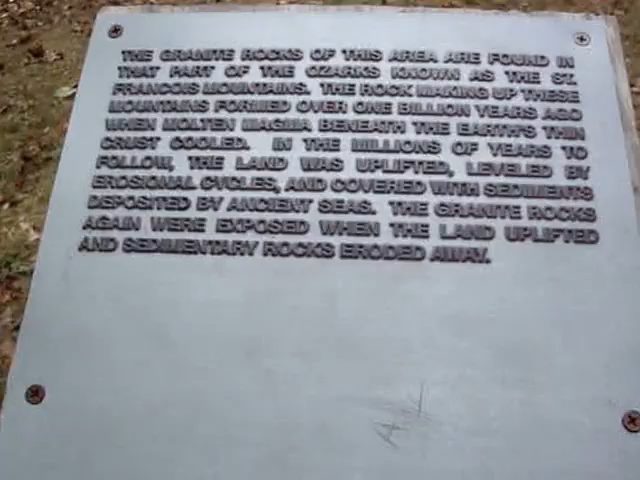 THE GRANITE ROCKS OF THIS AREA ARE FOUND IN
THAT PART OF THE OZARKS KNOWN AS THE ST.
FRANCOIS MOUNTAINS. THE ROCK MAKING UP THESE
MOUNTAINS FORMED OVER ONE BILLION YEARS AGO
WHEN MOLTEN MAGMA BENEATH THE EARTH'S THIN
CRUST COOLED. IN THE MILLIONS OF YEARS TO
FOLLOW, THE LAND WAS UPLIFTED, LEVELED BY
EROSIONAL CYCLES, AND COVERED WITH SEDIMENTS
DEPOSITED BY ANCIENT SEAS. THE GRANITE ROCKS
AGAIN WERE EXPOSED WHEN THE LAND UPLIFTED
AND SEDIMENTARY ROCKS ERODED AWAY.